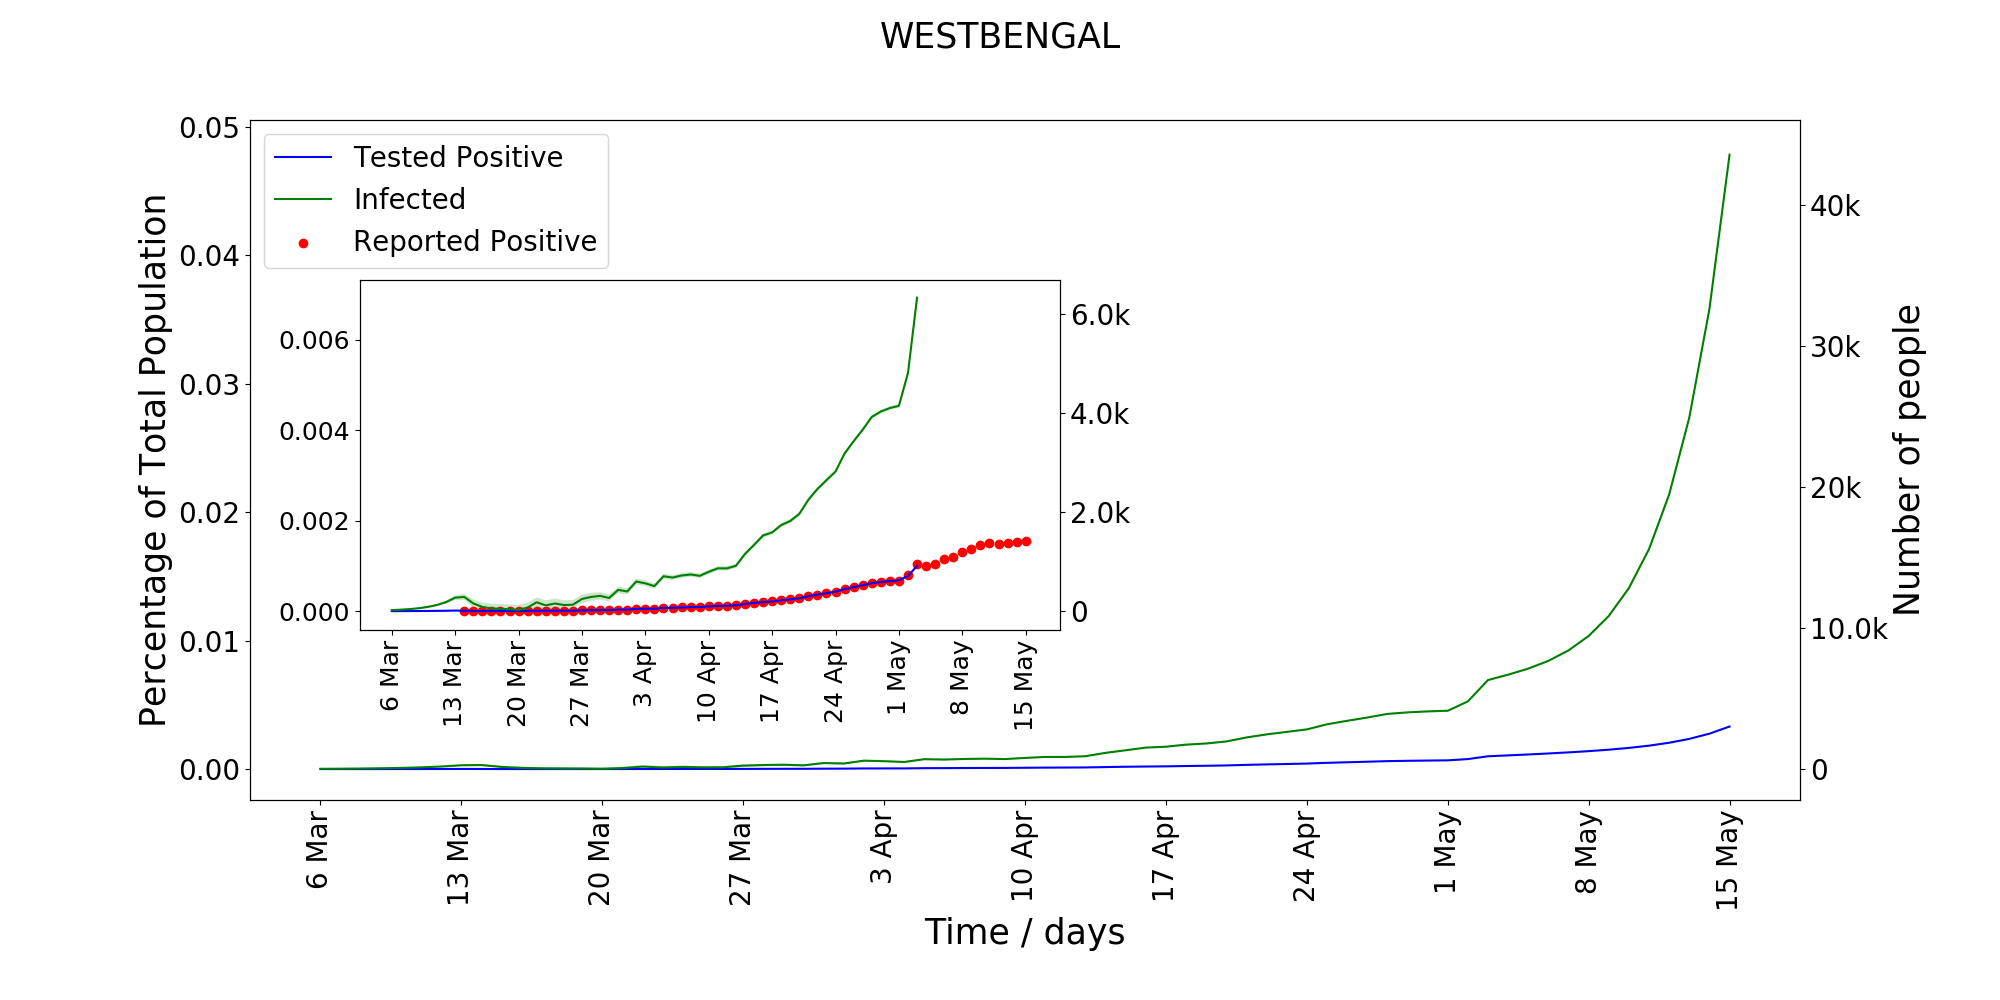 WESTBENGAL
Percentage of Total Population
0.05
0.04
0.03
0.02
0.01
0.00
Tested Positive
Infected
Reported Positive
0.006
0.004
0.002
0.000
6.0k
4.0k
2.0k
0
6 Mar
13 Mar
20 Mar
27 Mar
3 Apr
10 Apr
17 Apr
24 Apr
1 May
8 May
15 May
40k
30k
20k
10.0k
0
Number of people
6 Mar
13 Mar
20 Mar
27 Mar
3 Apr
10 Apr
17 Apr
24 Apr
1 May
8 May
15 May
Time / days